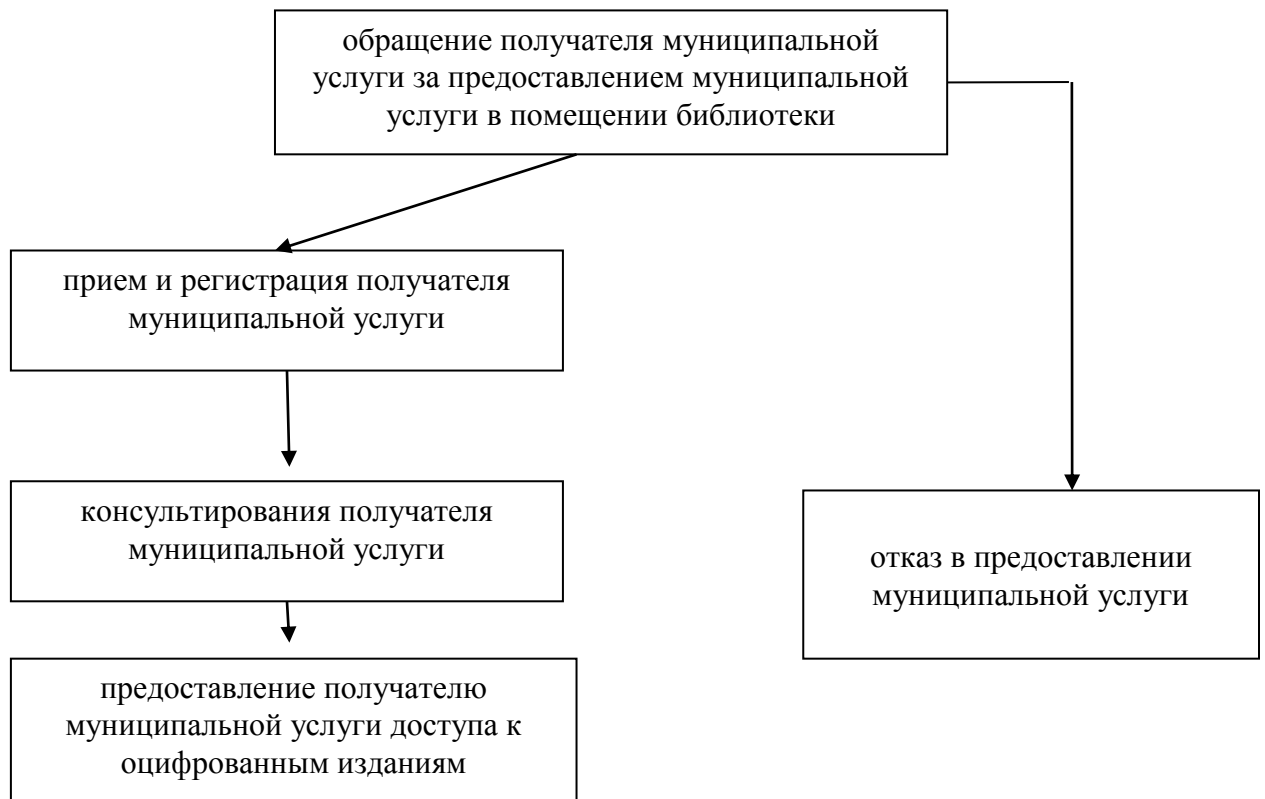 обращение получателя муниципальной
услуги за предоставлением муниципальной
услуги в помещении библиотеки
прием и регистрация получателя
муниципальной услуги
консультирования получателя
муниципальной услуги
отказ в предоставлении
муниципальной услуги
предоставление получателю
муниципальной услуги доступа к
оцифрованным изданиям